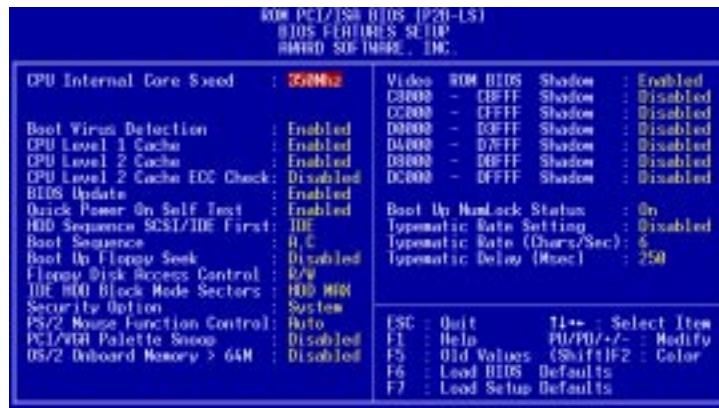 ROM PCI/ISA BIOS (P2B-LS)
BIOS FEATURES SETUP
AWARD SOFTWARE, INC.
CPU Internal Core Speed : 350Mhz
Boot Virus Detection : Enabled
CPU Level 1 Cache : Enabled
CPU Level 2 Cache : Enabled
CPU Level 2 Cache ECC Check: Disabled
BIOS Update : Enabled
Quick Power On Self Test : Enabled
HDD Sequence SCSI/IDE First: IDE
Boot Sequence : A,C
Boot Up Floppy Seek : Disabled
Floppy Disk Access Control : R/W
IDE HDD Block Mode Sectors : HDD MAX
Security Option : System
PS/2 Mouse Function Control: Auto
PCI/VGA Palette Snoop : Disabled
OS/2 Onboard Memory > 64M : Disabled
Video ROM BIOS Shadow : Enabled
C8000 - CBFFF Shadow : Disabled
CC000 - CFFFF Shadow : Disabled
D0000 - D3FFF Shadow : Disabled
D4000 - D7FFF Shadow : Disabled
D8000 - DBFFF Shadow : Disabled
DC000 - DFFFF Shadow : Disabled
Boot Up NumLock Status : On
Typematic Rate Setting : Disabled
Typematic Rate (Chars/Sec): 6
Typematic Delay (Msec) : 250
ESC : Quit ↑↓→← : Select Item
F1 : Help PU/PD/+/- : Modify
F5 : Old Values (Shift)F2 : Color
F6 : Load BIOS Defaults
F7 : Load Setup Defaults